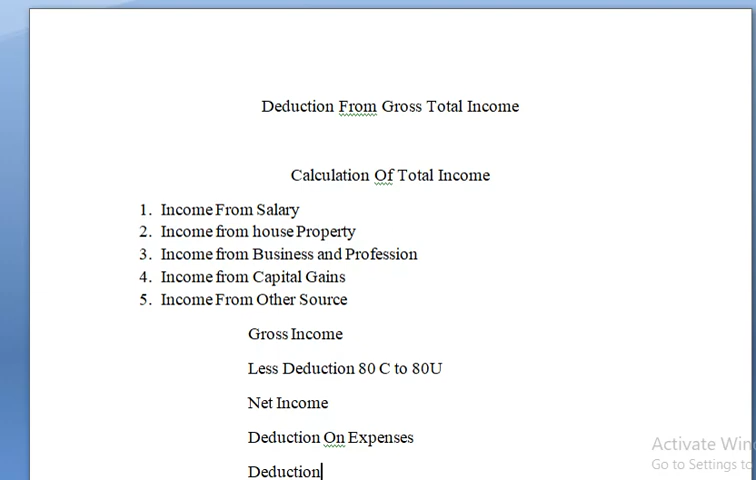 Deduction From Gross Total Income
Calculation Of Total Income
1. Income From Salary
2. Income from house Property
3. Income from Business and Profession
4. Income from Capital Gains
5. Income From Other Source
Gross Income
Less Deduction 80 C to 80U
Net Income
Deduction On Expenses
Deduction
Activate Win
Go to Settings to